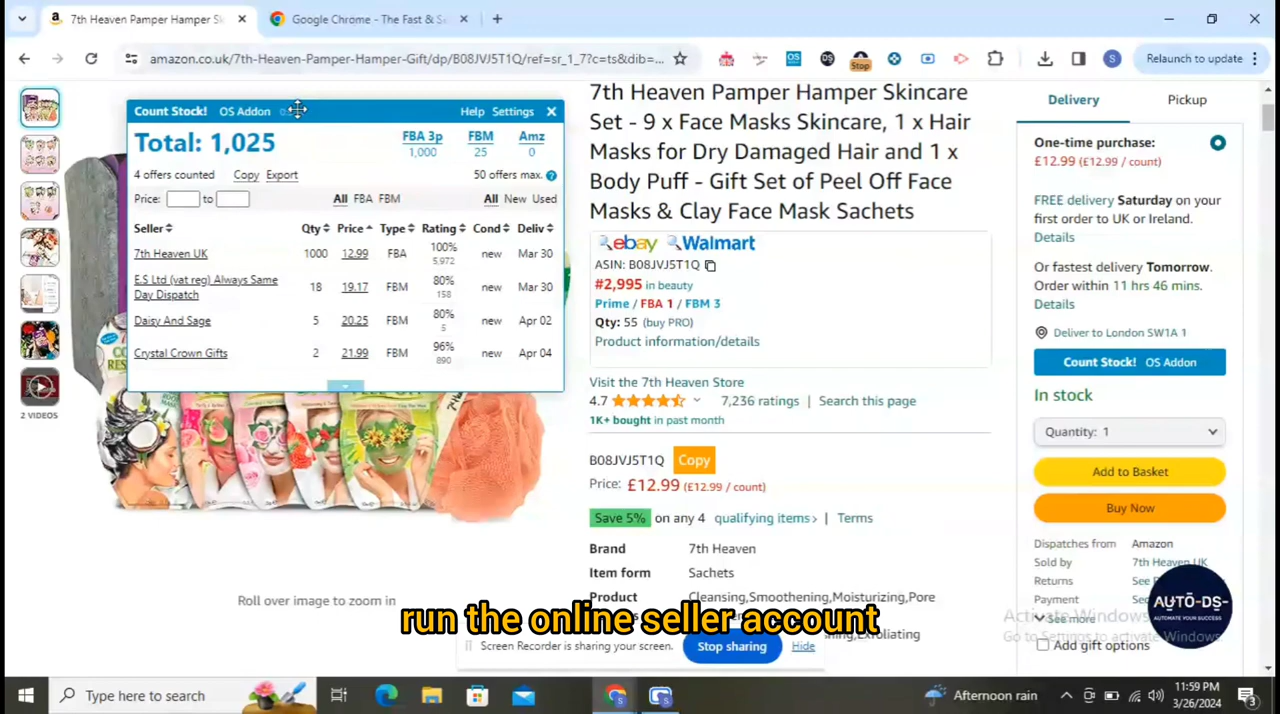 7th Heaven Pamper Hamper Sk
Google Chrome - The Fast & Se
amazon.co.uk/7th-Heaven-Pamper-Hamper-Gift/dp/B08JVJ5T1Q/ref=sr_1_7?c=ts&dib=...
OS
DS
Stop
S
Relaunch to update
Count Stock! OS Addon
Help Settings
Total: 1,025
FBA 3p FBM Amz
1,000 25 0
4 offers counted Copy Export 50 offers max.
Price: to All FBA FBM All New Used
Seller Qty Price Type Rating Cond Deliv
7th Heaven UK 1000 12.99 FBA 100% 5,972 new Mar 30
E.S Ltd (vat reg) Always Same Day Dispatch 18 19.17 FBM 80% 158 new Mar 30
Daisy And Sage 5 20.25 FBM 80% 5 new Apr 02
Crystal Crown Gifts 2 21.99 FBM 96% 890 new Apr 04
2 VIDEOS
Roll over image to zoom in
7th Heaven Pamper Hamper Skincare
Set - 9 x Face Masks Skincare, 1 x Hair
Masks for Dry Damaged Hair and 1 x
Body Puff - Gift Set of Peel Off Face
Masks & Clay Face Mask Sachets
ebay Walmart
ASIN: B08JVJ5T1Q
#2,995 in beauty
Prime / FBA 1 / FBM 3
Qty: 55 (buy PRO)
Product information/details
Visit the 7th Heaven Store
4.7 7,236 ratings | Search this page
1K+ bought in past month
B08JVJ5T1Q Copy
Price: £12.99 (£12.99 / count)
Save 5% on any 4 qualifying items | Terms
Brand 7th Heaven
Item form Sachets
Product Cleansing,Smoothening,Moisturizing,Pore
Exfoliating
Delivery Pickup
One-time purchase:
£12.99 (£12.99 / count)
FREE delivery Saturday on your
first order to UK or Ireland.
Details
Or fastest delivery Tomorrow.
Order within 11 hrs 46 mins.
Details
Deliver to London SW1A 1
Count Stock! OS Addon
In stock
Quantity: 1
Add to Basket
Buy Now
Dispatches from Amazon
Sold by 7th Heaven UK
Returns
Payment
See more
Add gift options
AUTO-DS-
AUTOMATE YOUR SUCCESS
Activate Windows
Go to Settings to activate Windows.
run the online seller account
Screen Recorder is sharing your screen. Stop sharing Hide
Type here to search
Afternoon rain
11:59 PM
3/26/2024
3